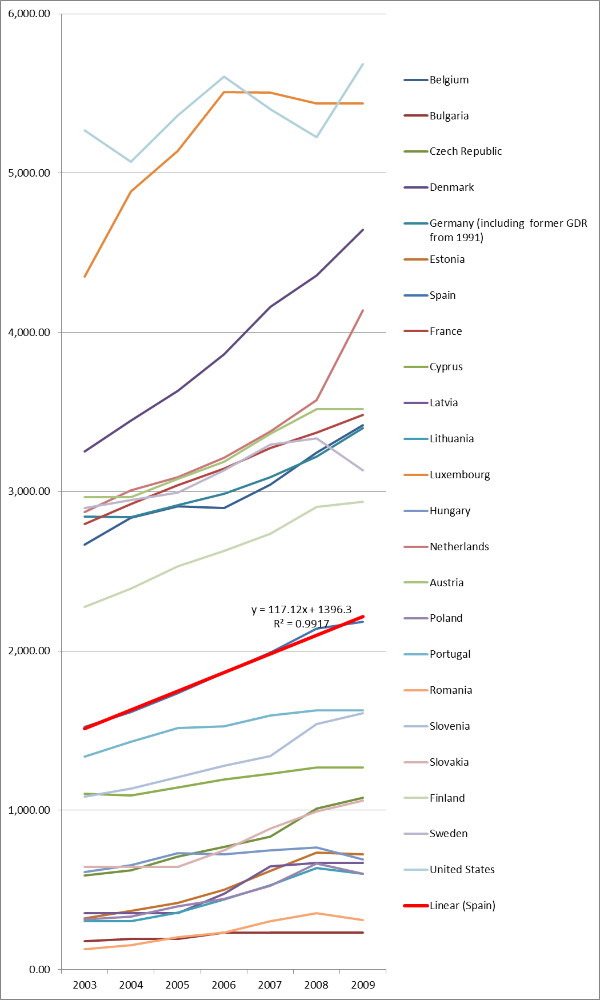 6,000.00
5,000.00
4,000.00
3,000.00
2,000.00
1,000.00
0.00
2003 2004 2005 2006 2007 2008 2009
y = 117.12x + 1396.3
R² = 0.9917
Belgium
Bulgaria
Czech Republic
Denmark
Germany (including former GDR
from 1991)
Estonia
Spain
France
Cyprus
Latvia
Lithuania
Luxembourg
Hungary
Netherlands
Austria
Poland
Portugal
Romania
Slovenia
Slovakia
Finland
Sweden
United States
Linear (Spain)